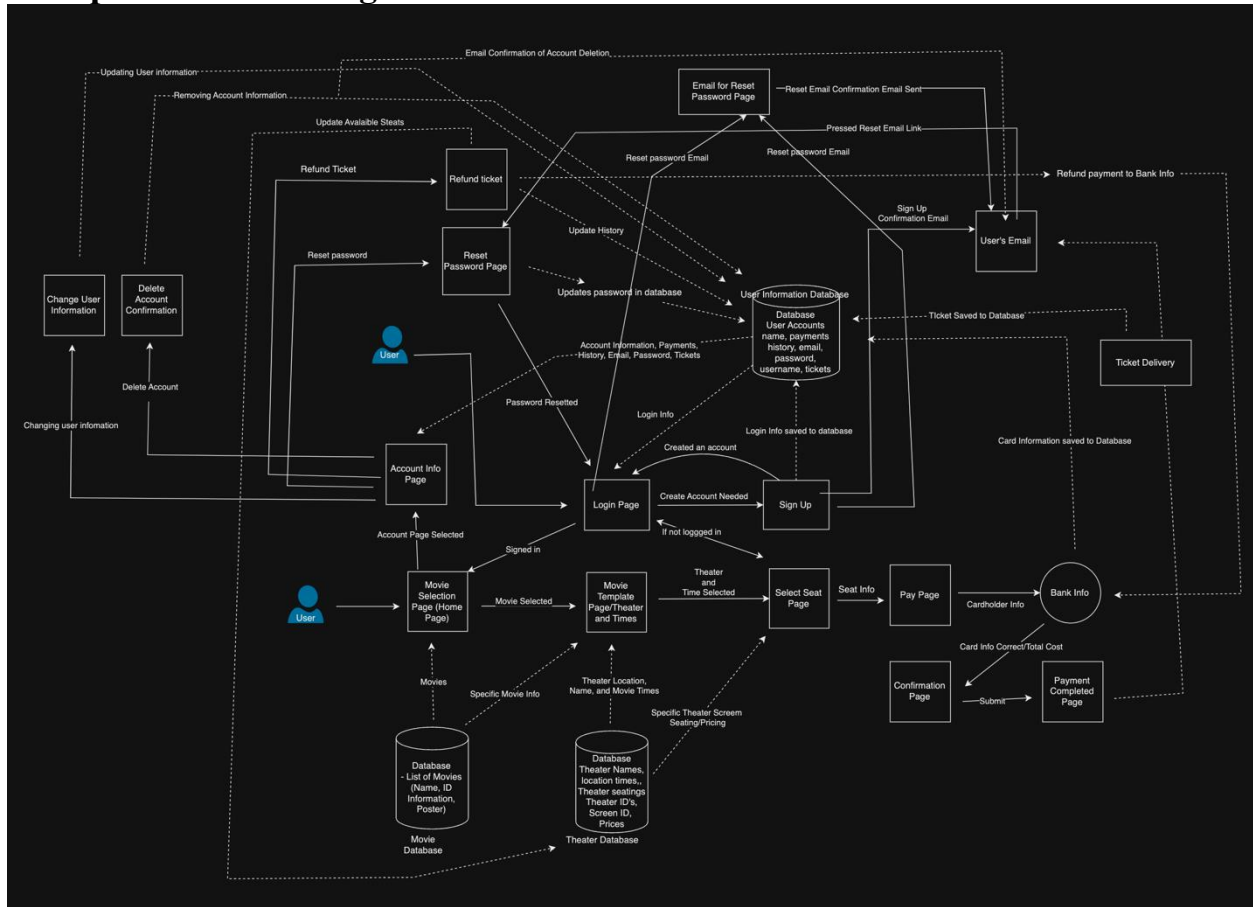 Email Confirmation of Account Deletion
Updating User information
Email for Reset
Password Page
Reset Email Confirmation Email Sent
Removing Account Information
Update Avalaible Steats
Pressed Reset Email Link
Reset password Email
Reset password Email
Refund Ticket
Refund ticket
Refund payment to Bank Info
Sign Up
Confirmation Email
Update History
User's Email
Reset password
Reset
Password Page
Change User
Information
Delete
Account
Confirmation
Updates password in database
User Information Database
Database
User Accounts
name, payments
history, email,
password,
username, tickets
TIcket Saved to Database
User
Account Information, Payments,
History, Email, Password, Tickets
Ticket Delivery
Delete Account
Password Resetted
Login Info
Changing user infomation
Login Info saved to database
Card Information saved to Database
Created an account
Account Info
Page
Login Page
Create Account Needed
Sign Up
Account Page Selected
If not loggged in
Signed in
Theater
and
Time Selected
User
Movie
Selection
Page (Home
Page)
Movie Selected
Movie
Template
Page/Theater
and Times
Select Seat
Page
Seat Info
Pay Page
Cardholder Info
Bank Info
Card Info Correct/Total Cost
Movies
Specific Movie Info
Theater Location,
Name, and Movie Times
Specific Theater Screem
Seating/Pricing
Confirmation
Page
Submit
Payment
Completed
Page
Database
- List of Movies
(Name, ID
Information,
Poster)
Movie
Database
Database
Theater Names,
location times,,
Theater seatings
Theater ID's,
Screen ID,
Prices
Theater Database